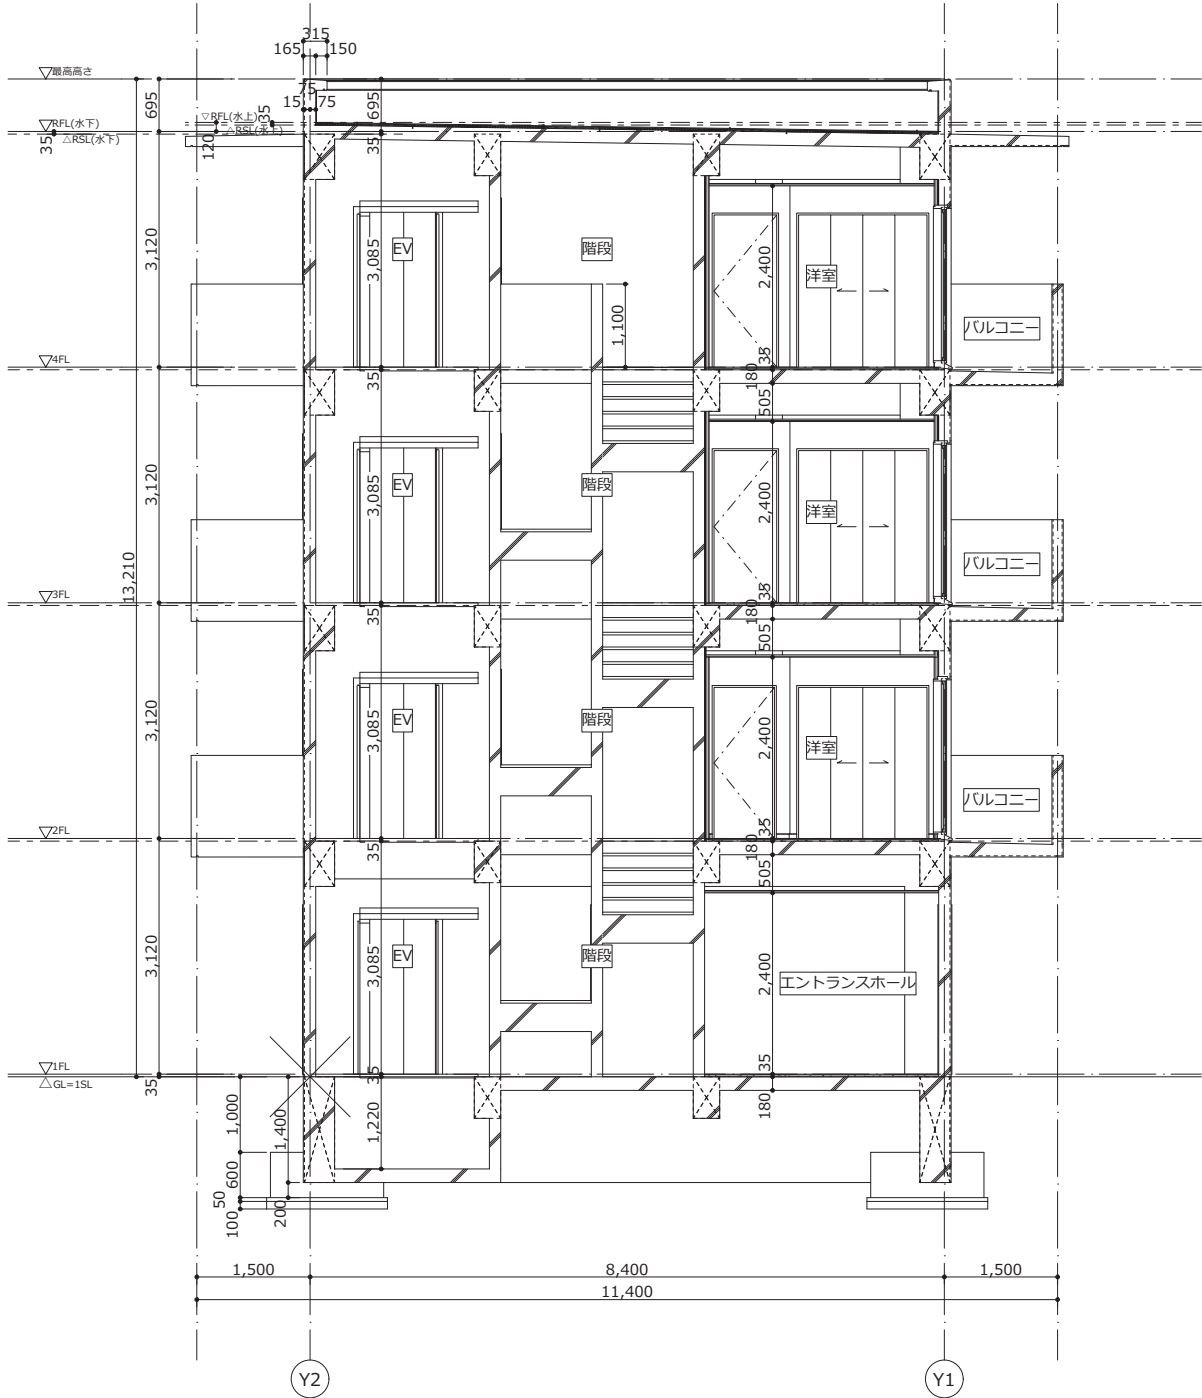 315
165
150
▽最高高さ
75
15
75
695
695
35
▽RFL(水上)
▽RFL(水下)
△RSL(水上)
△RSL(水下)
35
120
35
3,120
EV
3,085
階段
2,400
洋室
1,100
バルコニー
▽4FL
35
35
180
505
3,120
EV
3,085
階段
2,400
洋室
バルコニー
13,210
▽3FL
35
35
180
505
3,120
EV
3,085
階段
2,400
洋室
バルコニー
▽2FL
35
35
180
505
3,120
EV
3,085
階段
2,400
エントランスホール
▽1FL
△GL=1SL
35
35
35
180
1,000
1,400
1,220
600
50
100
200
1,500
8,400
1,500
11,400
Y2
Y1